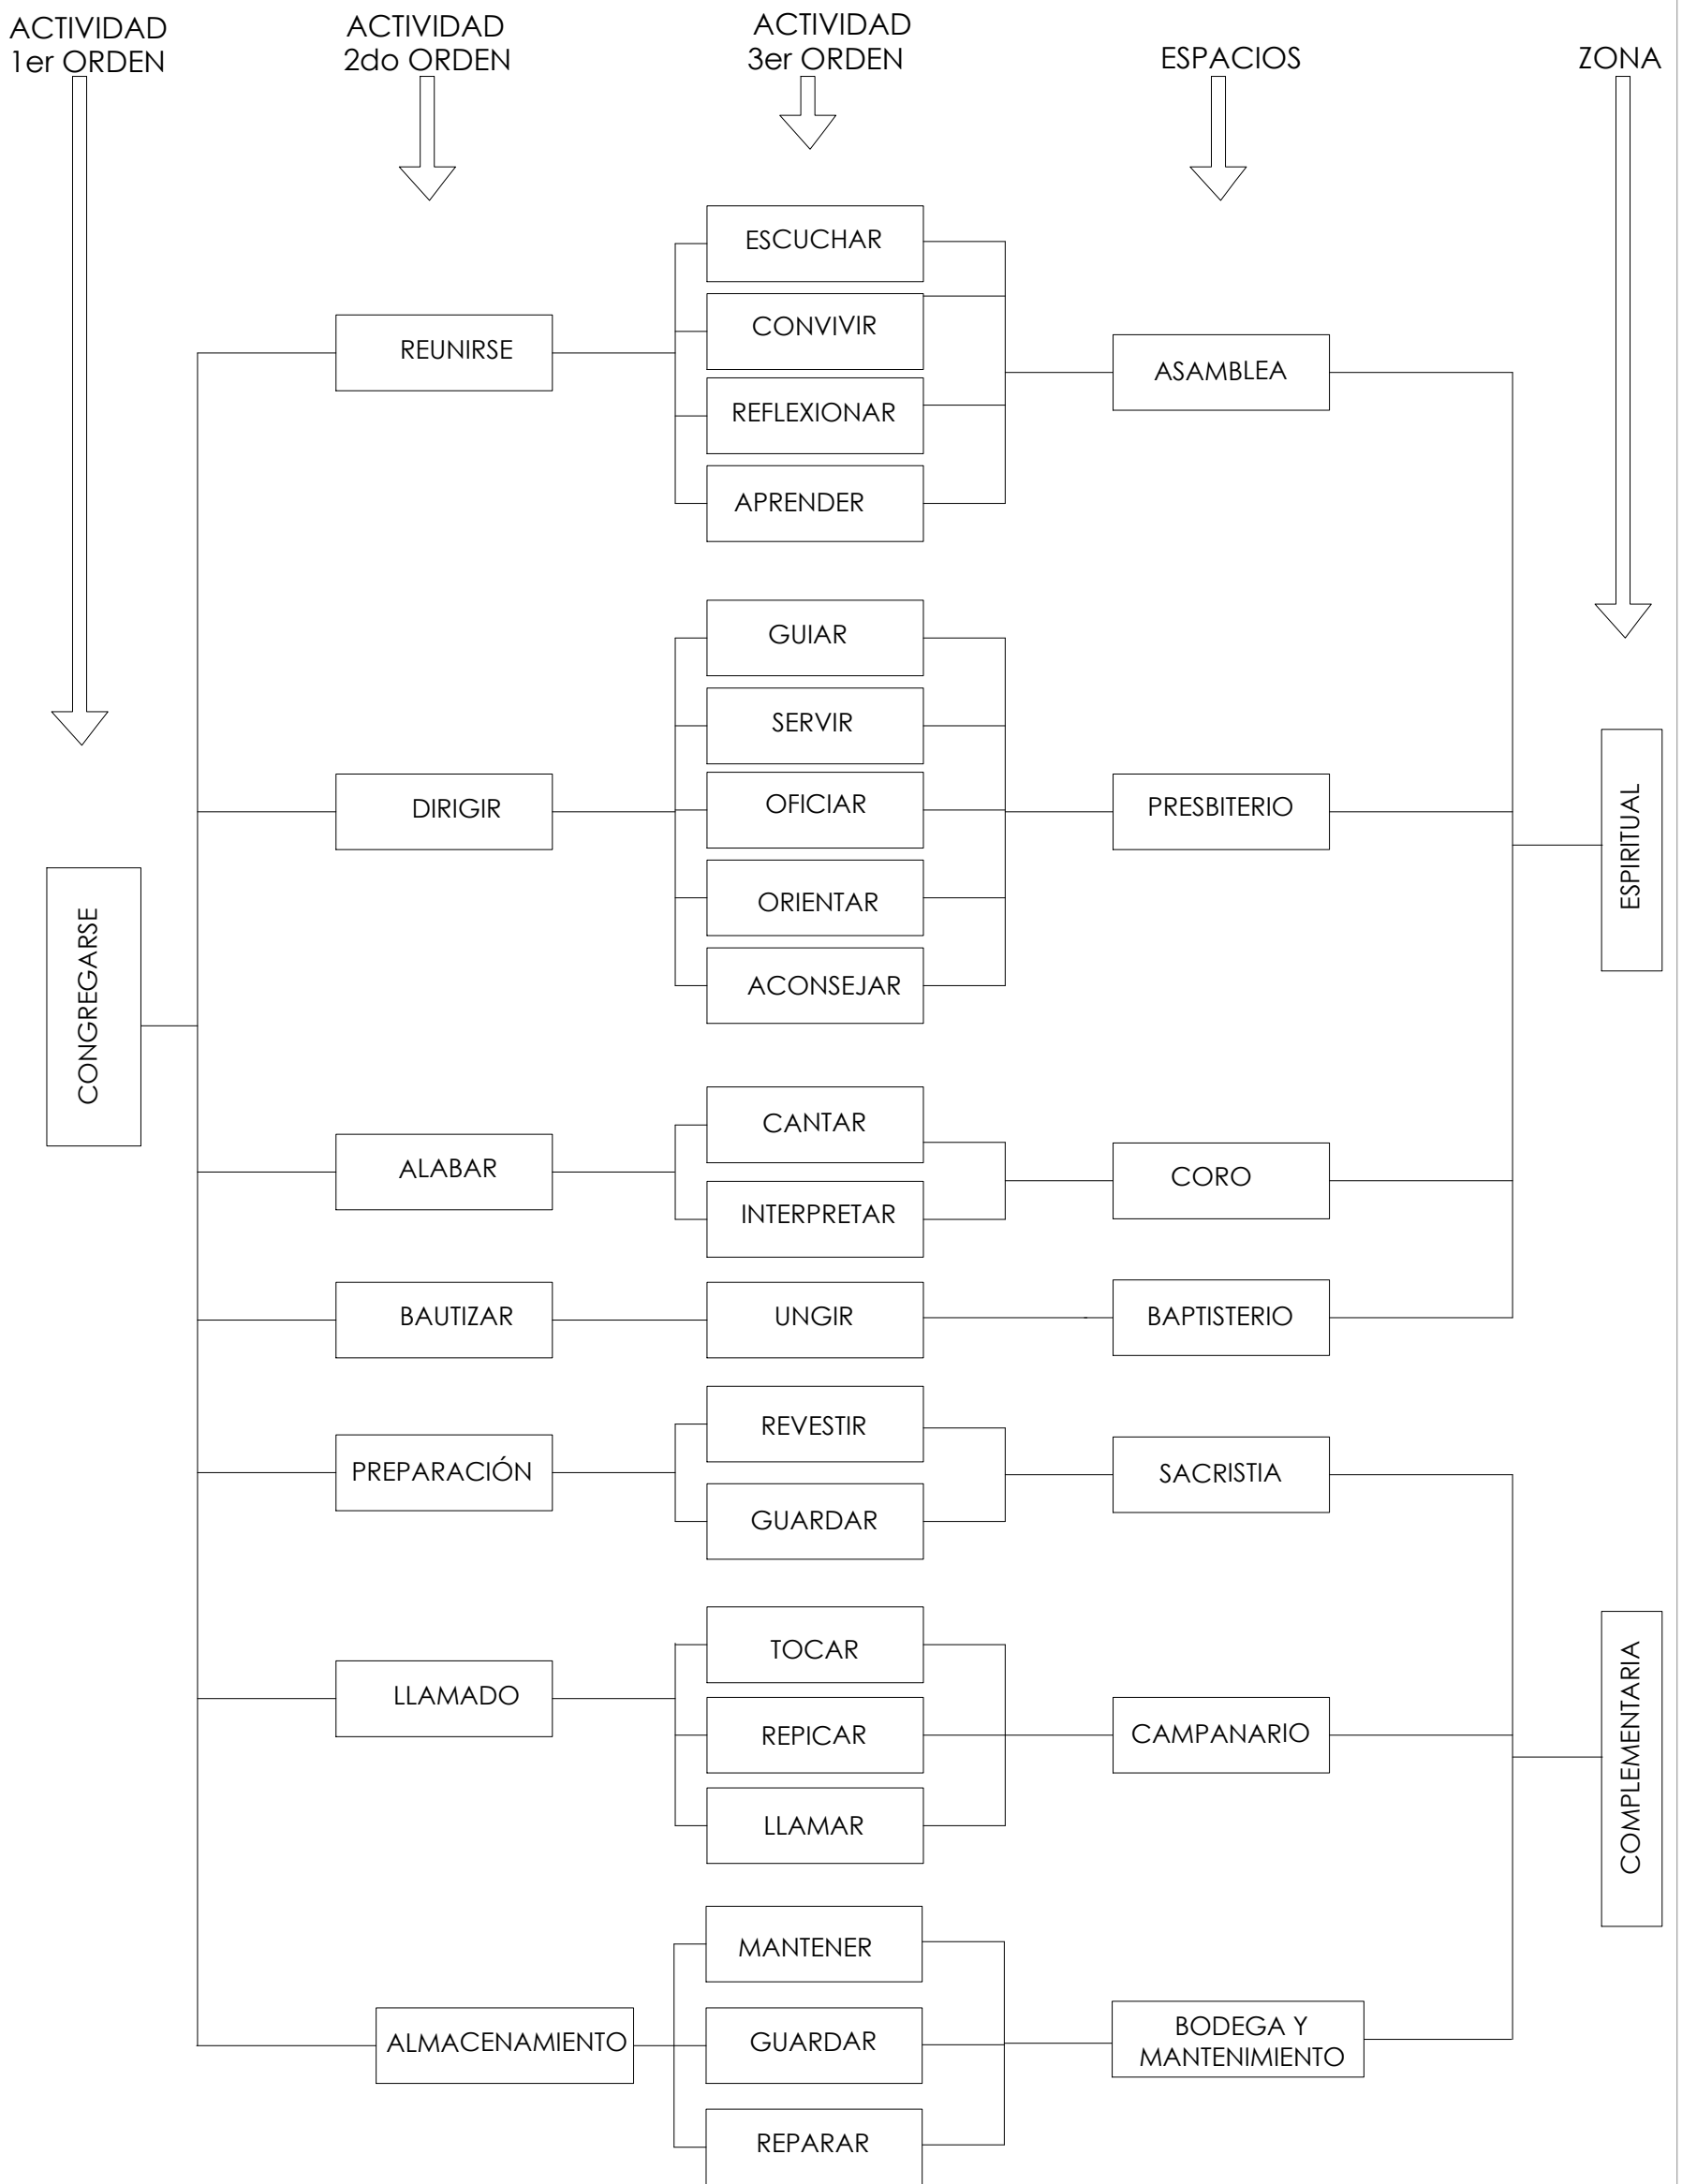 ACTIVIDAD
1er ORDEN
ACTIVIDAD
2do ORDEN
ACTIVIDAD
3er ORDEN
ESPACIOS
ZONA
CONGREGARSE
REUNIRSE
ESCUCHAR
CONVIVIR
REFLEXIONAR
APRENDER
ASAMBLEA
DIRIGIR
GUIAR
SERVIR
OFICIAR
ORIENTAR
ACONSEJAR
PRESBITERIO
ESPIRITUAL
ALABAR
CANTAR
INTERPRETAR
CORO
BAUTIZAR
UNGIR
BAPTISTERIO
PREPARACIÓN
REVESTIR
GUARDAR
SACRISTIA
LLAMADO
TOCAR
REPICAR
LLAMAR
CAMPANARIO
COMPLEMENTARIA
ALMACENAMIENTO
MANTENER
GUARDAR
REPARAR
BODEGA Y
MANTENIMIENTO